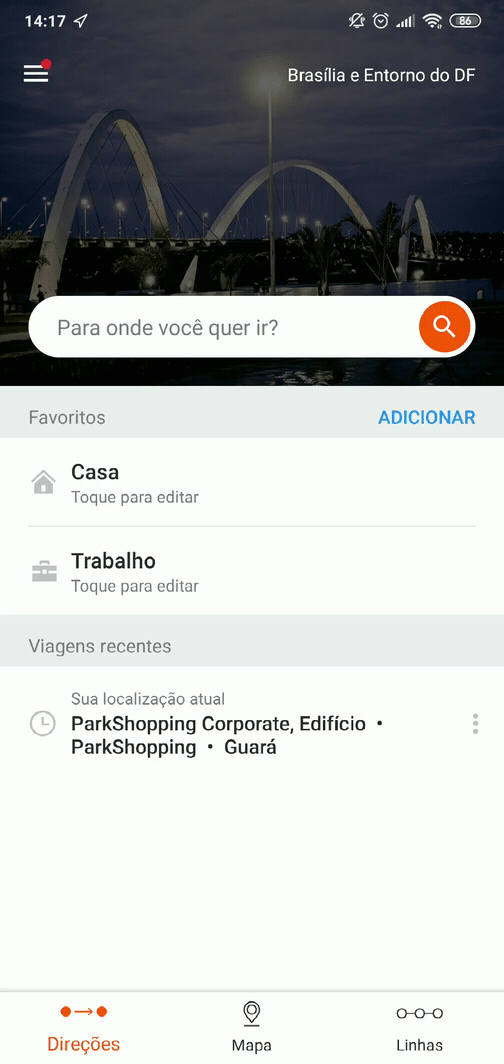 14:17
86
Brasília e Entorno do DF
Para onde você quer ir?
Favoritos
ADICIONAR
Casa
Toque para editar
Trabalho
Toque para editar
Viagens recentes
Sua localização atual
ParkShopping Corporate, Edifício •
ParkShopping • Guará
Direções
Mapa
Linhas